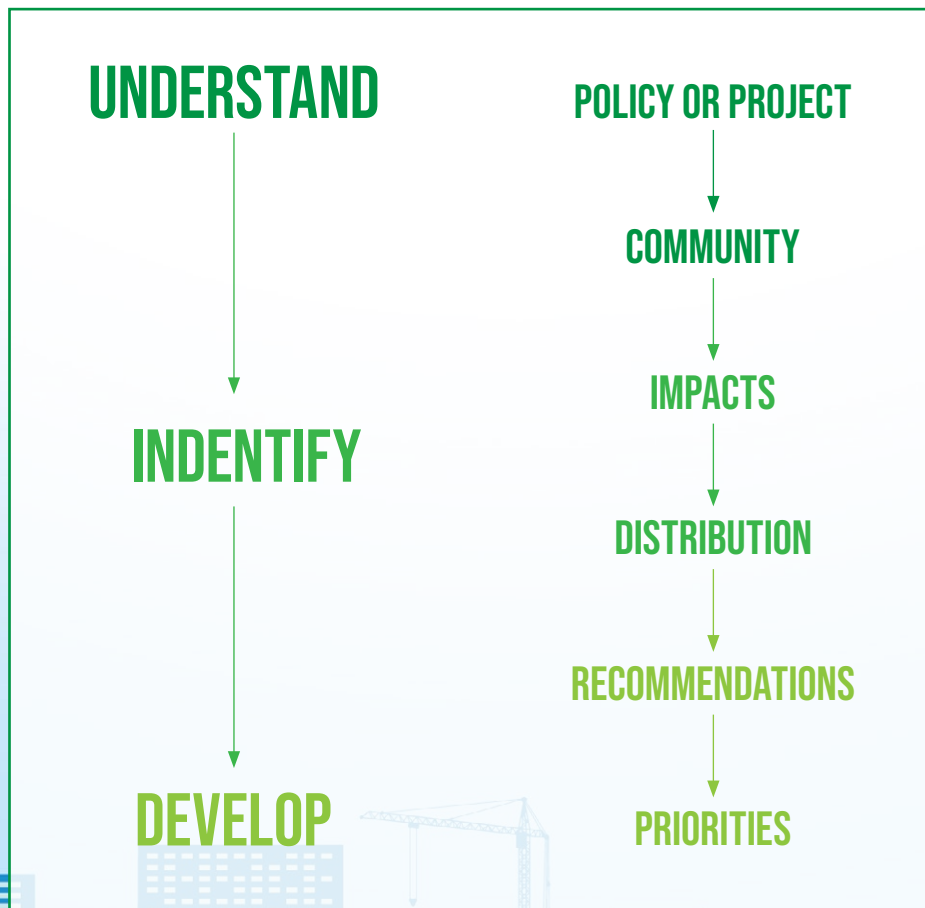 UNDERSTAND
INDENTIFY
DEVELOP
POLICY OR PROJECT
COMMUNITY
IMPACTS
DISTRIBUTION
RECOMMENDATIONS
PRIORITIES